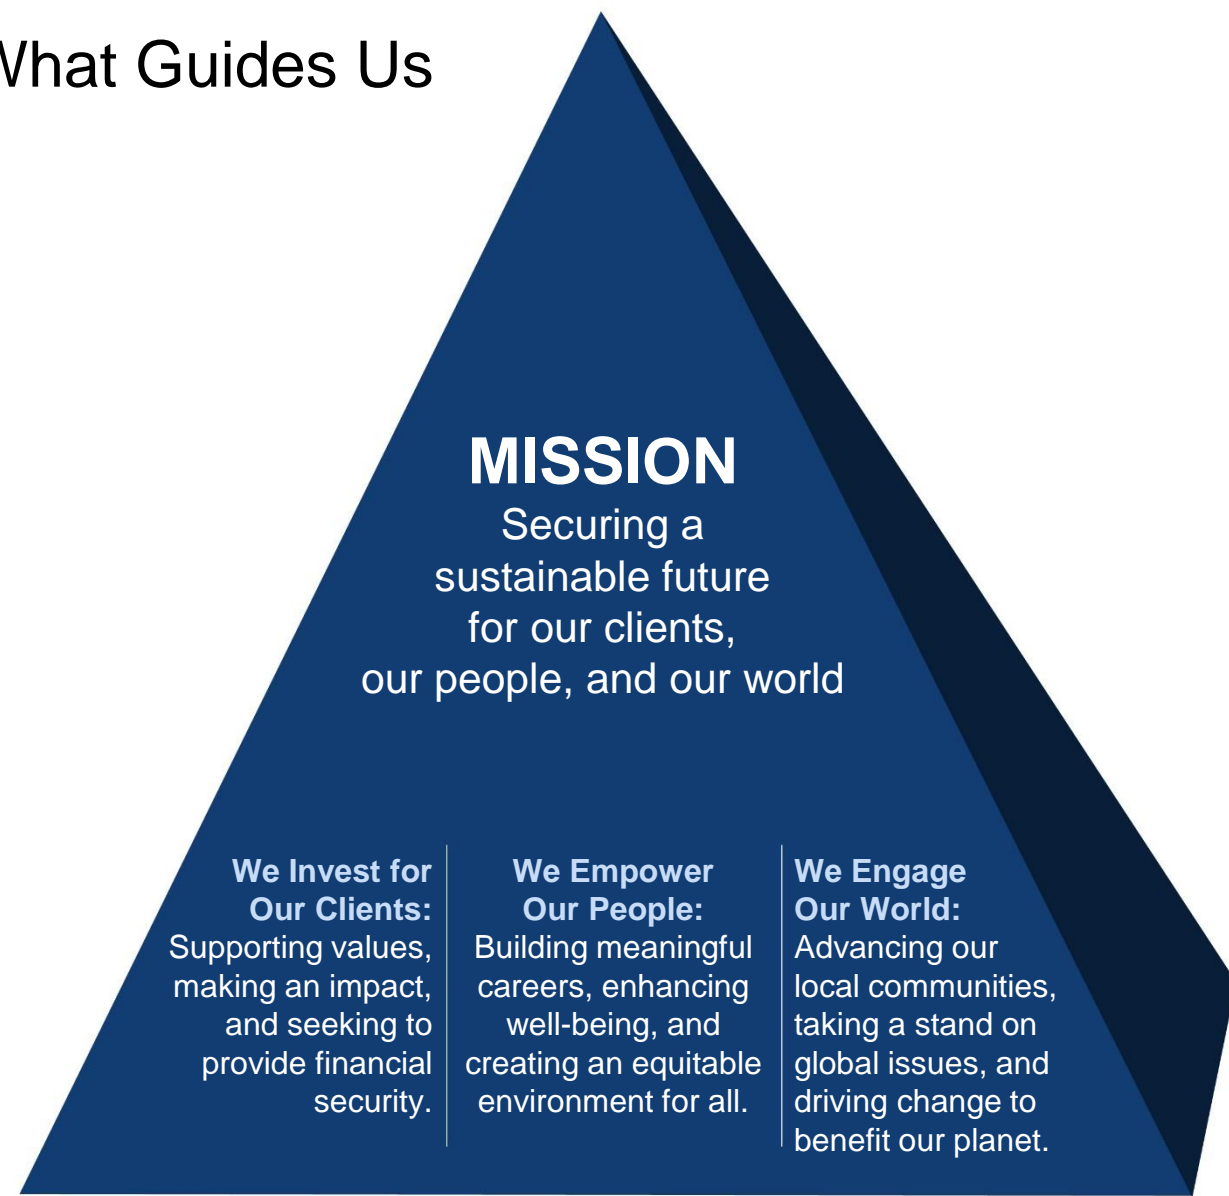 What Guides Us
MISSION
Securing a
sustainable future
for our clients,
our people, and our world
We Invest for
Our Clients:
Supporting values,
making an impact,
and seeking to
provide financial
security.
We Empower
Our People:
Building meaningful
careers, enhancing
well-being, and
creating an equitable
environment for all.
We Engage
Our World:
Advancing our
local communities,
taking a stand on
global issues, and
driving change to
benefit our planet.